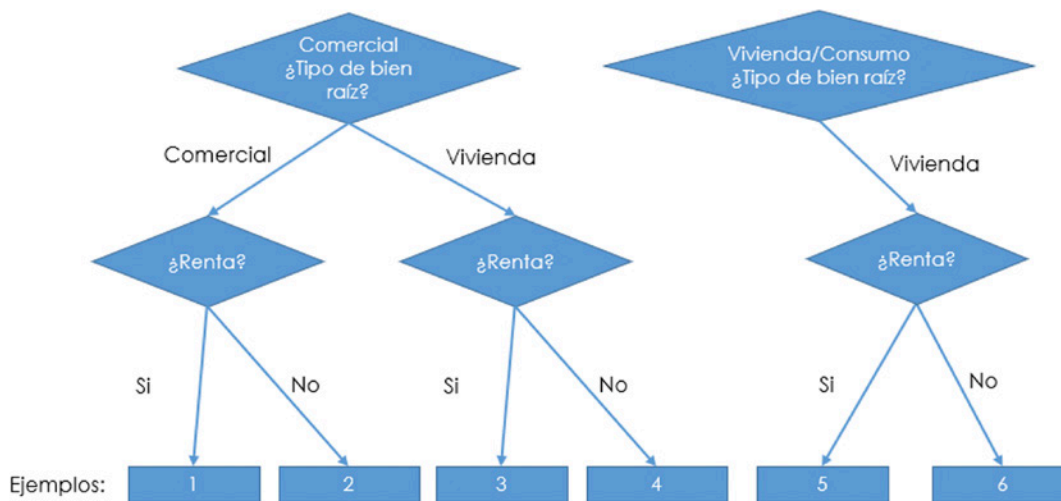 Comercial
¿Tipo de bien
raíz?
Vivienda/Consumo
¿Tipo de bien raíz?
Comercial
Vivienda
Vivienda
¿Renta?
¿Renta?
¿Renta?
Si
No
Si
No
Si
No
Ejemplos:
1
2
3
4
5
6